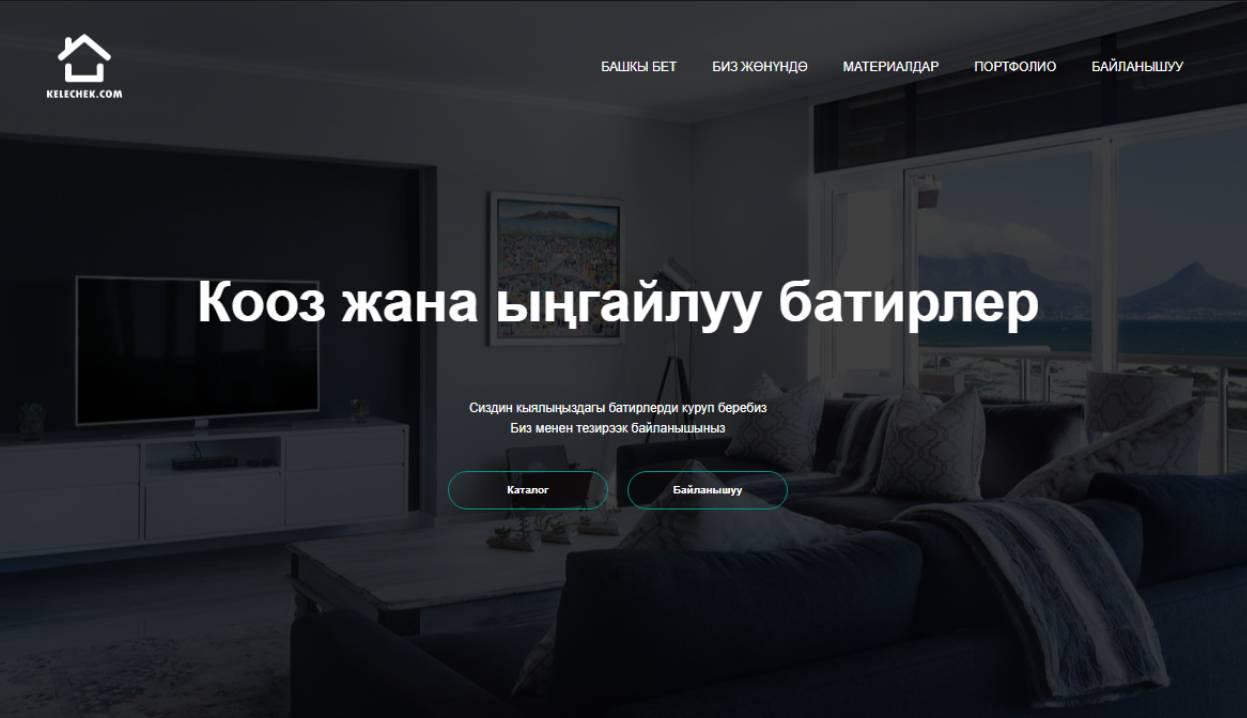 KELECHEK.COM
БАШКЫ БЕТ БИЗ ЖӨНҮНДӨ МАТЕРИАЛДАР ПОРТФОЛИО БАЙЛАНЫШУУ
Кооз жана ыңгайлуу батирлер
Сиздин кыялыңыздагы батирлерди куруп беребиз
Биз менен тезирээк байланышыныз
Каталог Байланышуу